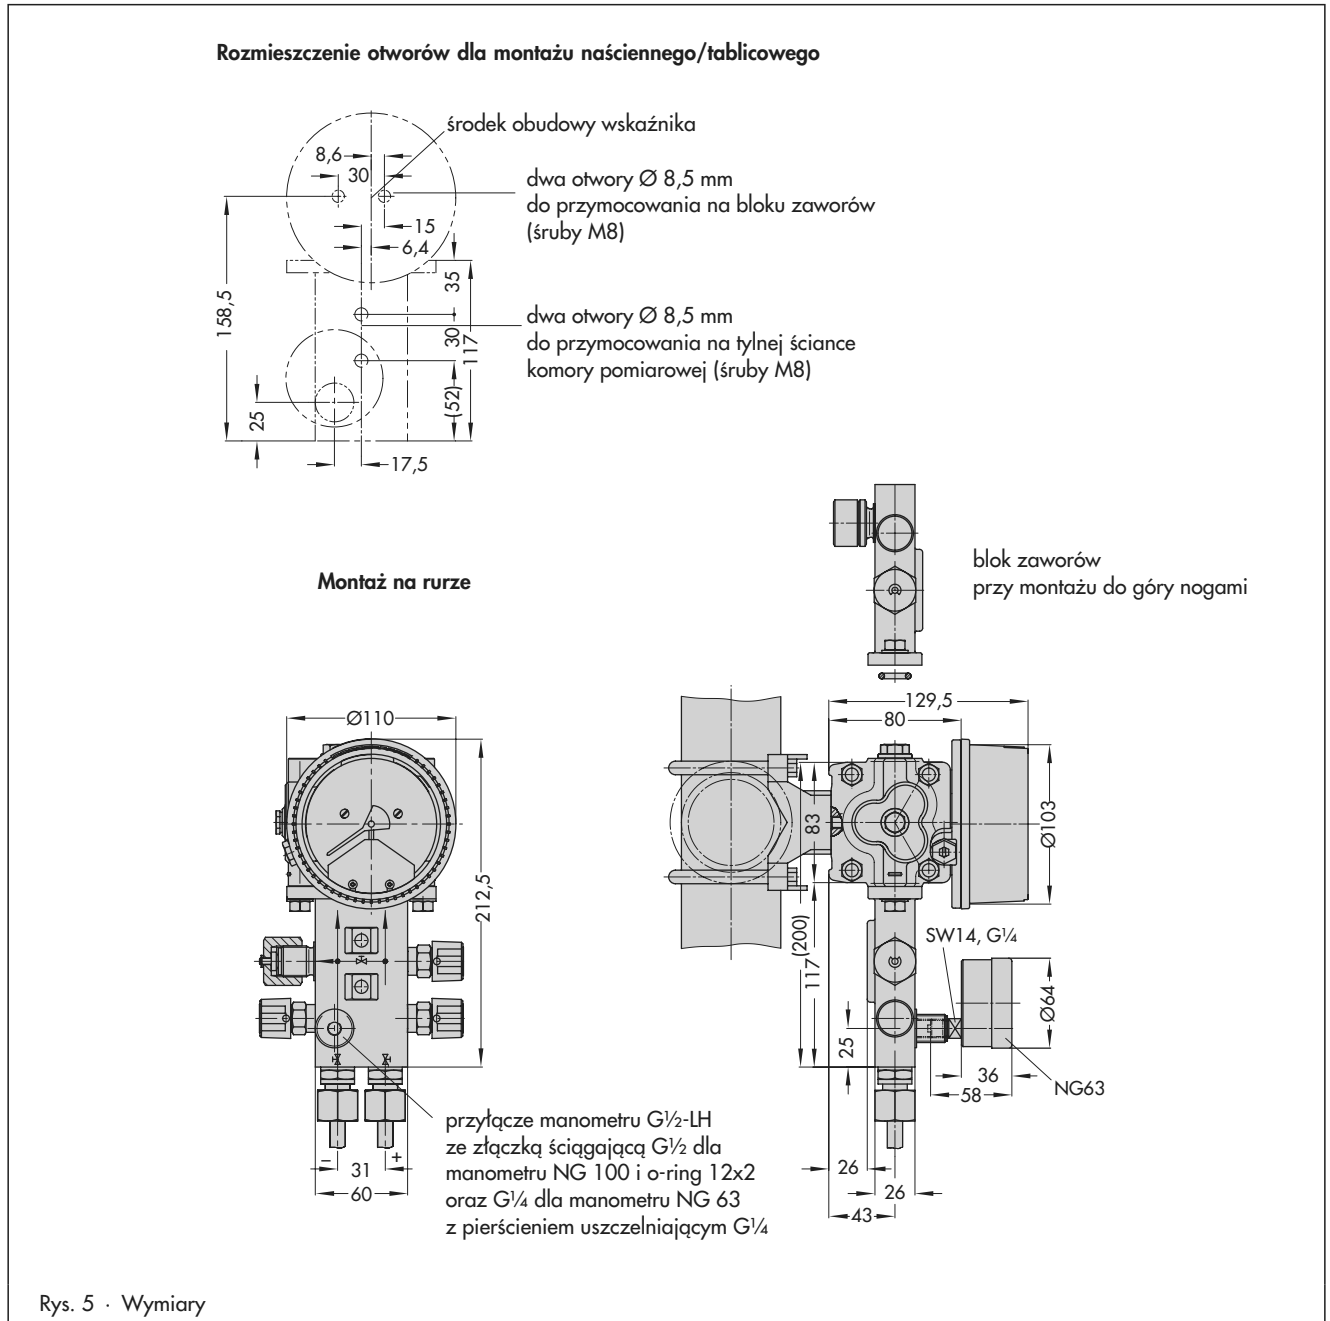 Rozmieszczenie otworów dla montażu naściennego/tablicowego
środek obudowy wskaźnika
8,6
30
dwa otwory Ø 8,5 mm
do przymocowania na bloku zaworów
(śruby M8)
15
6,4
35
158,5
dwa otwory Ø 8,5 mm
do przymocowania na tylnej ściance
komory pomiarowej (śruby M8)
30
117
(52)
25
17,5
blok zaworów
przy montażu do góry nogami
Montaż na rurze
129,5
80
Ø110
83
Ø103
212,5
(200)
117
SW14, G¼
Ø64
25
36
58
NG63
przyłącze manometru G½-LH
ze złączką ściągającą G½ dla
manometru NG 100 i o-ring 12x2
oraz G¼ dla manometru NG 63
z pierścieniem uszczelniającym G¼
– +
31
60
26
26
43
Rys. 5 · Wymiary